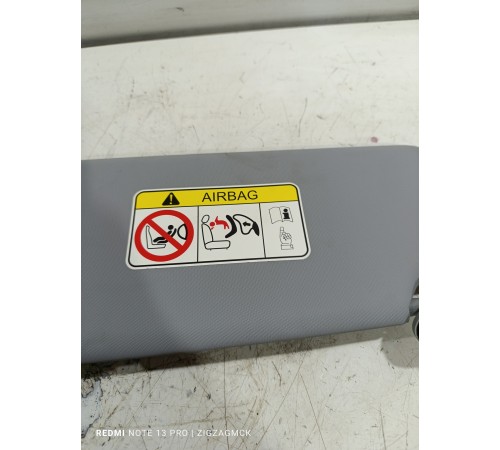 AIRBAG
REDMI NOTE 13 PRO | ZIGZAGMCK